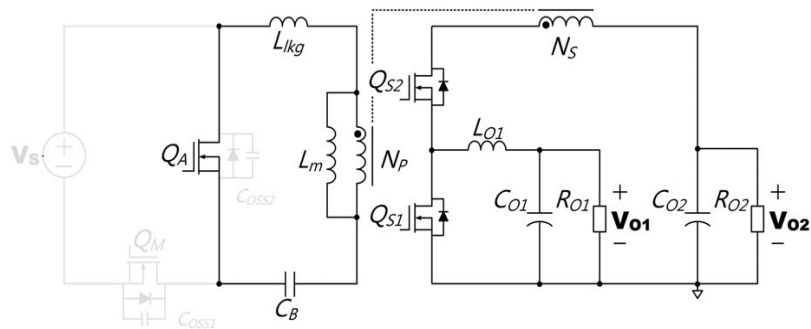 L_lkg
N_S
Q_S2
V_S
+
−
Q_A
L_m
N_P
L_O1
C_OSS2
Q_S1
C_O1
R_O1
+
V_O1
−
C_O2
R_O2
+
V_O2
−
Q_M
C_B
C_OSS1